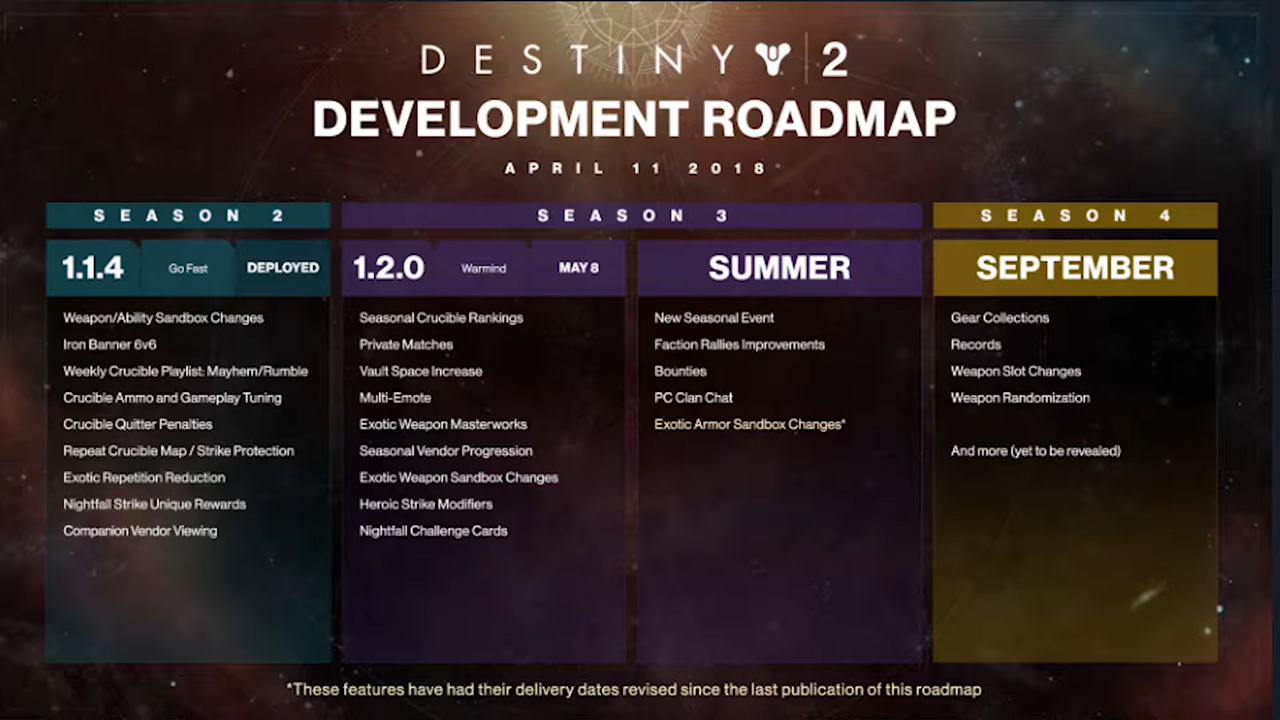 DESTINY 2
DEVELOPMENT ROADMAP
APRIL 11 2018
SEASON 2
1.1.4 Go Fast DEPLOYED
Weapon/Ability Sandbox Changes
Iron Banner 6v6
Weekly Crucible Playlist: Mayhem/Rumble
Crucible Ammo and Gameplay Tuning
Crucible Quitter Penalties
Repeat Crucible Map / Strike Protection
Exotic Repetition Reduction
Nightfall Strike Unique Rewards
Companion Vendor Viewing
SEASON 3
1.2.0 Warmind MAY 8
Seasonal Crucible Rankings
Private Matches
Vault Space Increase
Multi-Emote
Exotic Weapon Masterworks
Seasonal Vendor Progression
Exotic Weapon Sandbox Changes
Heroic Strike Modifiers
Nightfall Challenge Cards
SUMMER
New Seasonal Event
Faction Rallies Improvements
Bounties
PC Clan Chat
Exotic Armor Sandbox Changes*
SEASON 4
SEPTEMBER
Gear Collections
Records
Weapon Slot Changes
Weapon Randomization
And more (yet to be revealed)
*These features have had their delivery dates revised since the last publication of this roadmap